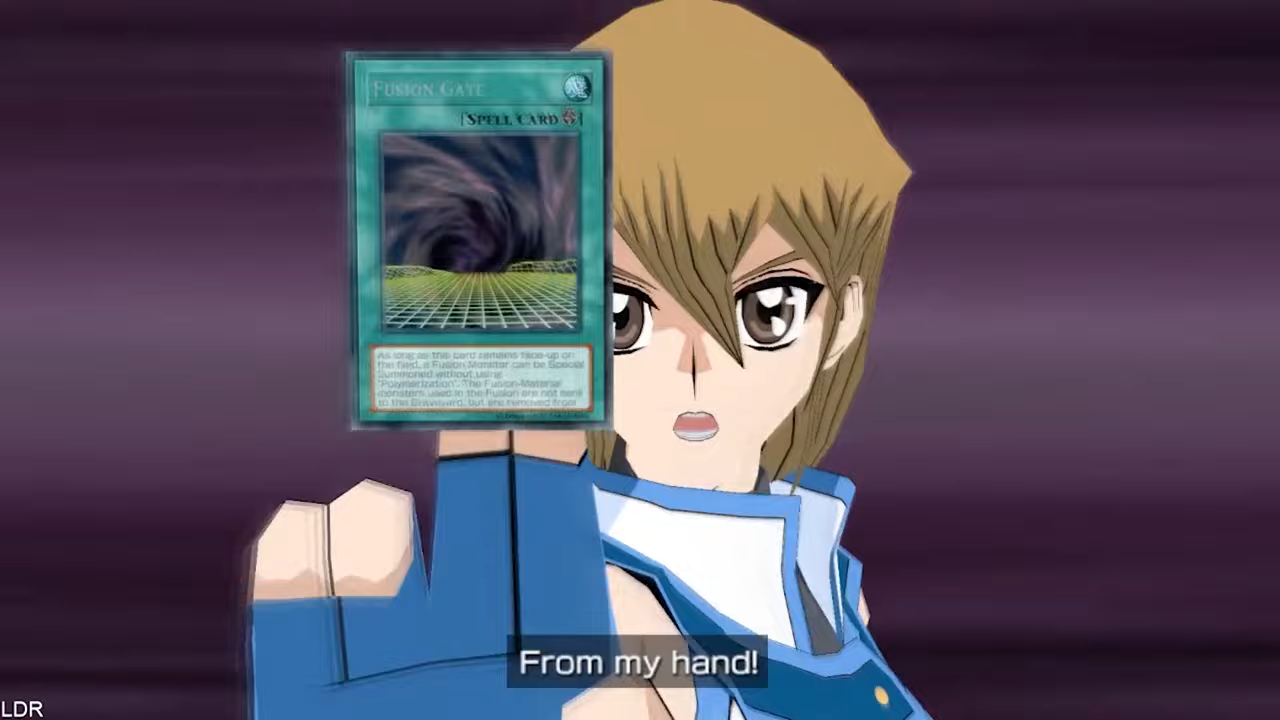 FUSION GATE
[SPELL CARD]
As long as this card remains face-up on
the field, a Fusion Monster can be Special
Summoned without using
"Polymerization". The Fusion-Material
monsters used in the Fusion are not sent
to the Graveyard, but are removed from
From my hand!
LDR